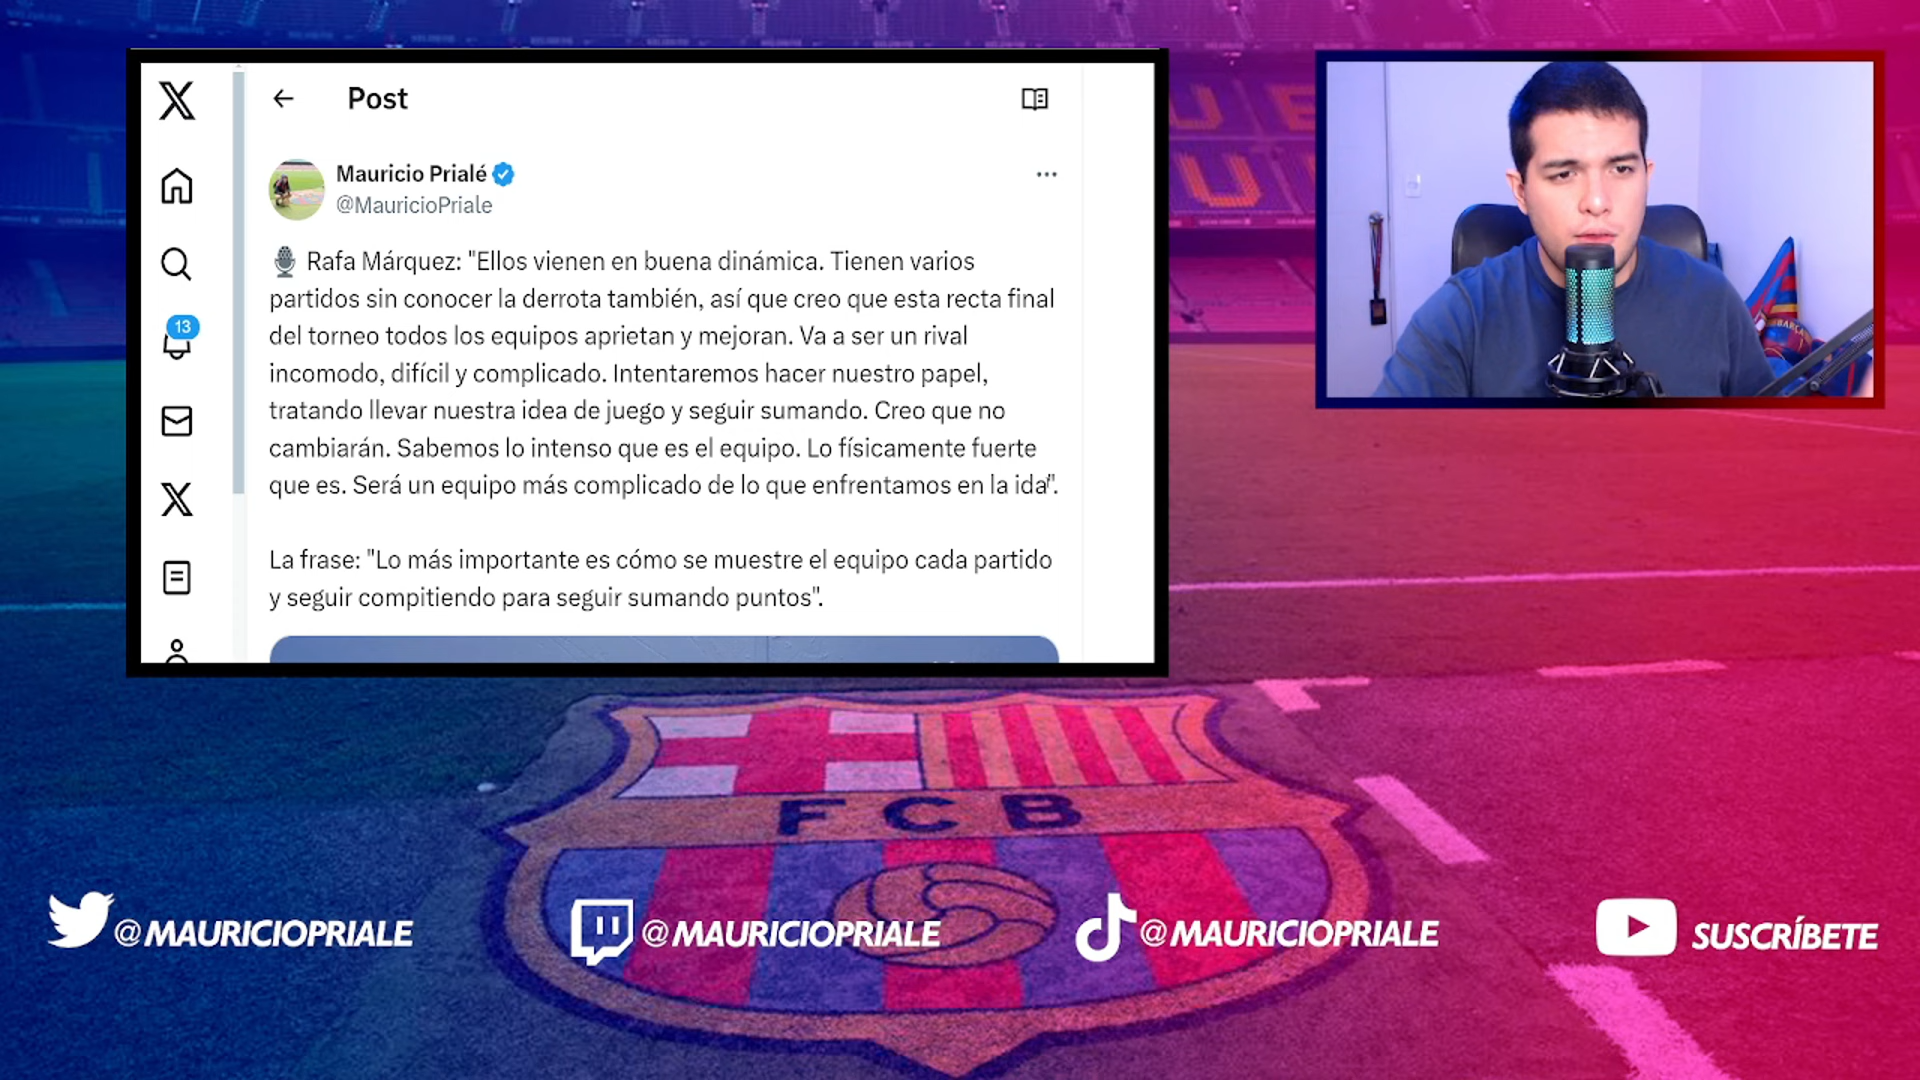 Post
Mauricio Prialé
@MauricioPriale
Rafa Márquez: "Ellos vienen en buena dinámica. Tienen varios
partidos sin conocer la derrota también, así que creo que esta recta final
del torneo todos los equipos aprietan y mejoran. Va a ser un rival
incomodo, difícil y complicado. Intentaremos hacer nuestro papel,
tratando llevar nuestra idea de juego y seguir sumando. Creo que no
cambiarán. Sabemos lo intenso que es el equipo. Lo físicamente fuerte
que es. Será un equipo más complicado de lo que enfrentamos en la ida".
La frase: "Lo más importante es cómo se muestre el equipo cada partido
y seguir compitiendo para seguir sumando puntos".
13
FCB
@MAURICIOPRIALE
@MAURICIOPRIALE
@MAURICIOPRIALE
SUSCRÍBETE